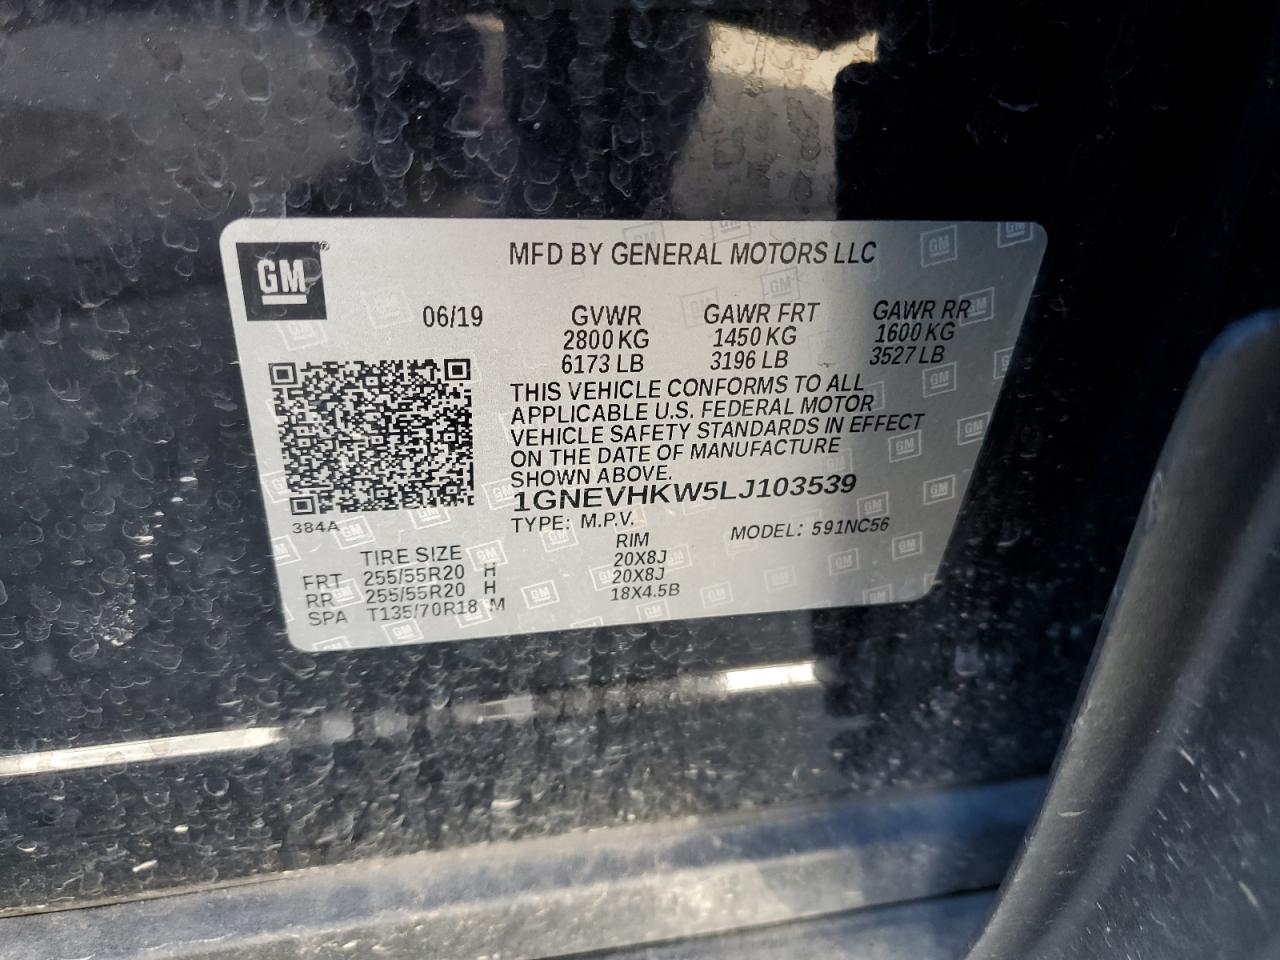 GM
MFD BY GENERAL MOTORS LLC
06/19 GVWR GAWR FRT GAWR RR
2800 KG 1450 KG 1600 KG
6173 LB 3196 LB 3527 LB
THIS VEHICLE CONFORMS TO ALL
APPLICABLE U.S. FEDERAL MOTOR
VEHICLE SAFETY STANDARDS IN EFFECT
ON THE DATE OF MANUFACTURE
SHOWN ABOVE.
1GNEVHKW5LJ103539
384A
TYPE: M.P.V. MODEL: 591NC56
TIRE SIZE RIM
FRT 255/55R20 H 20X8J
RR 255/55R20 H 20X8J
SPA T135/70R18 M 18X4.5B